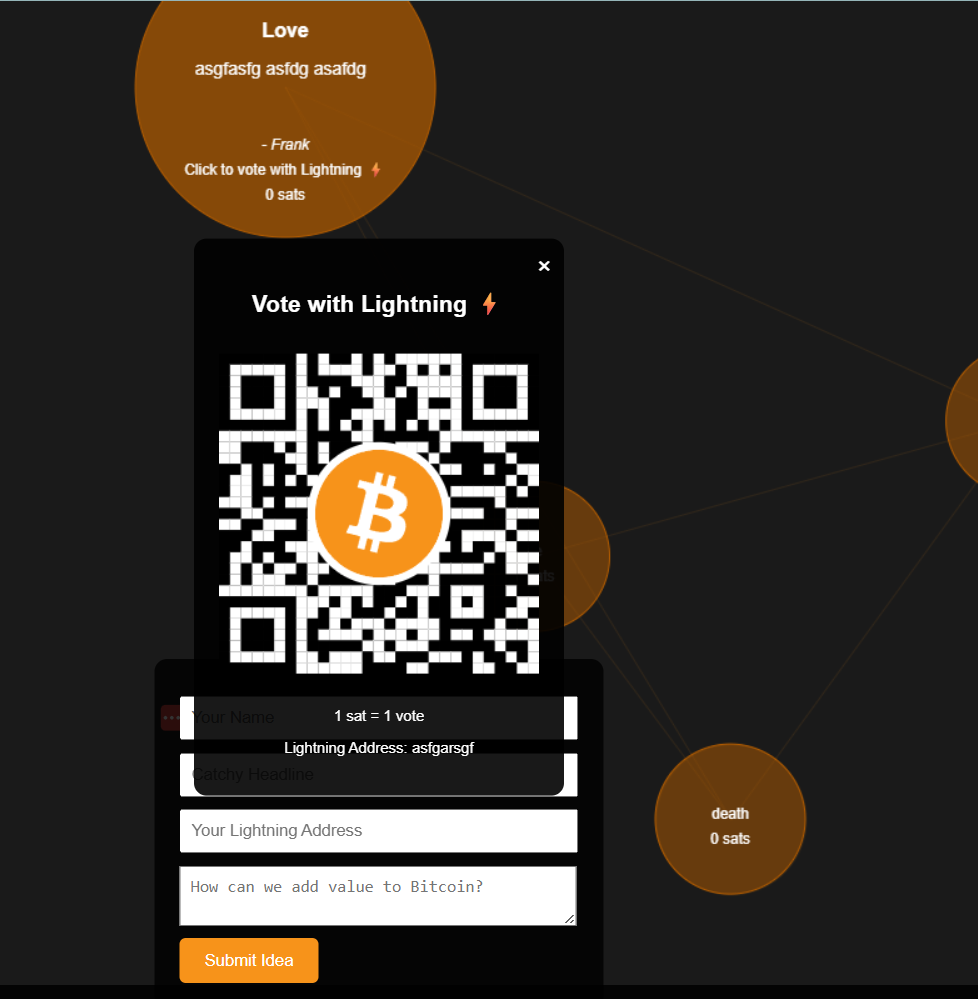 Love
asgfasfg asfdg asafdg
- Frank
Click to vote with Lightning ⚡
0 sats
×
Vote with Lightning ⚡
1 sat = 1 vote
Lightning Address: asfgarsgf
Your Name
Catchy Headline
Your Lightning Address
How can we add value to Bitcoin?
Submit Idea
death
0 sats